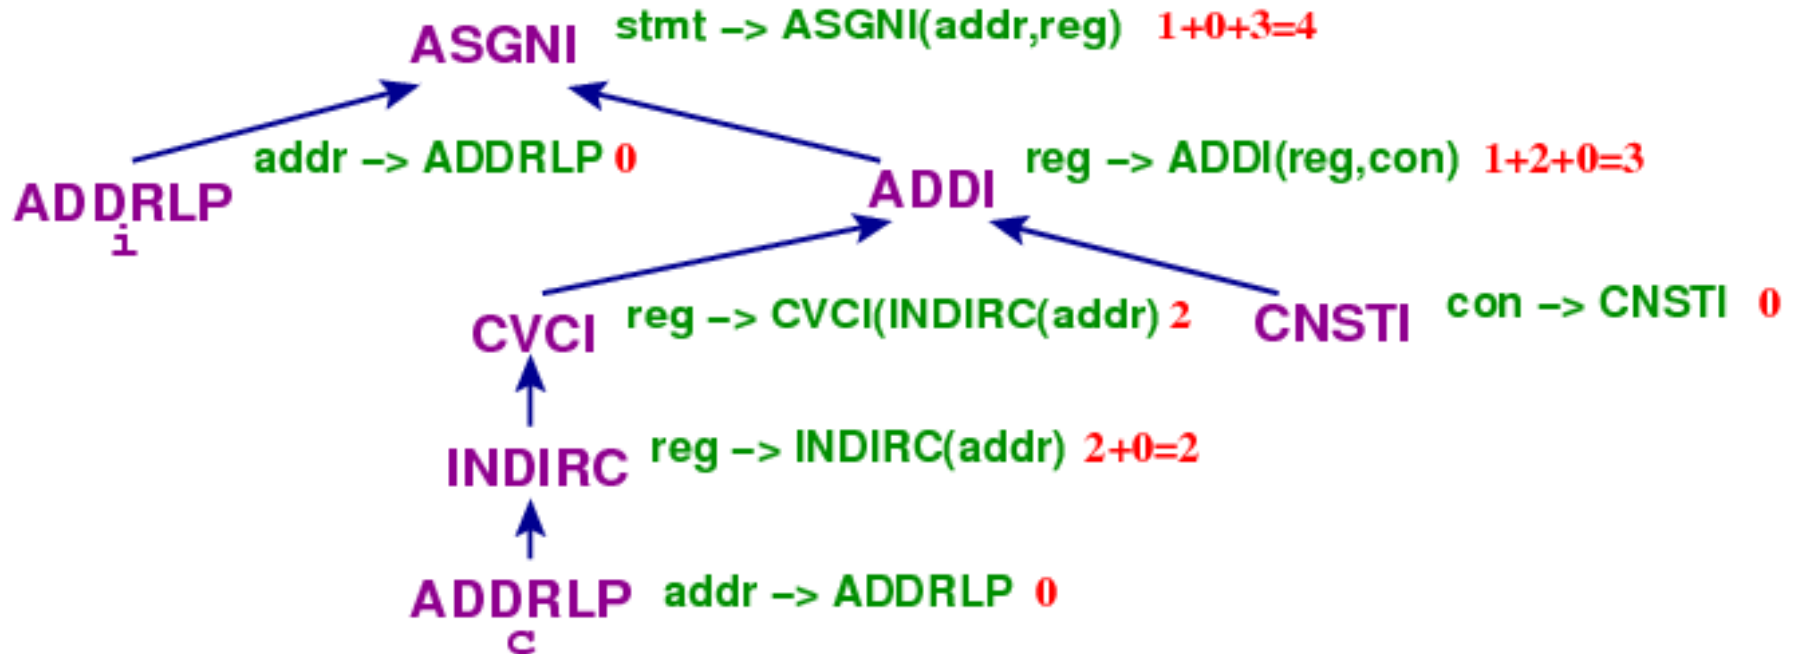 ASGNI stmt −> ASGNI(addr,reg) 1+0+3=4
addr −> ADDRLP 0
ADDRLP
i
reg −> ADDI(reg,con) 1+2+0=3
ADDI
CVCI reg −> CVCI(INDIRC(addr) 2
CNSTI con −> CNSTI 0
INDIRC reg −> INDIRC(addr) 2+0=2
ADDRLP addr −> ADDRLP 0
c